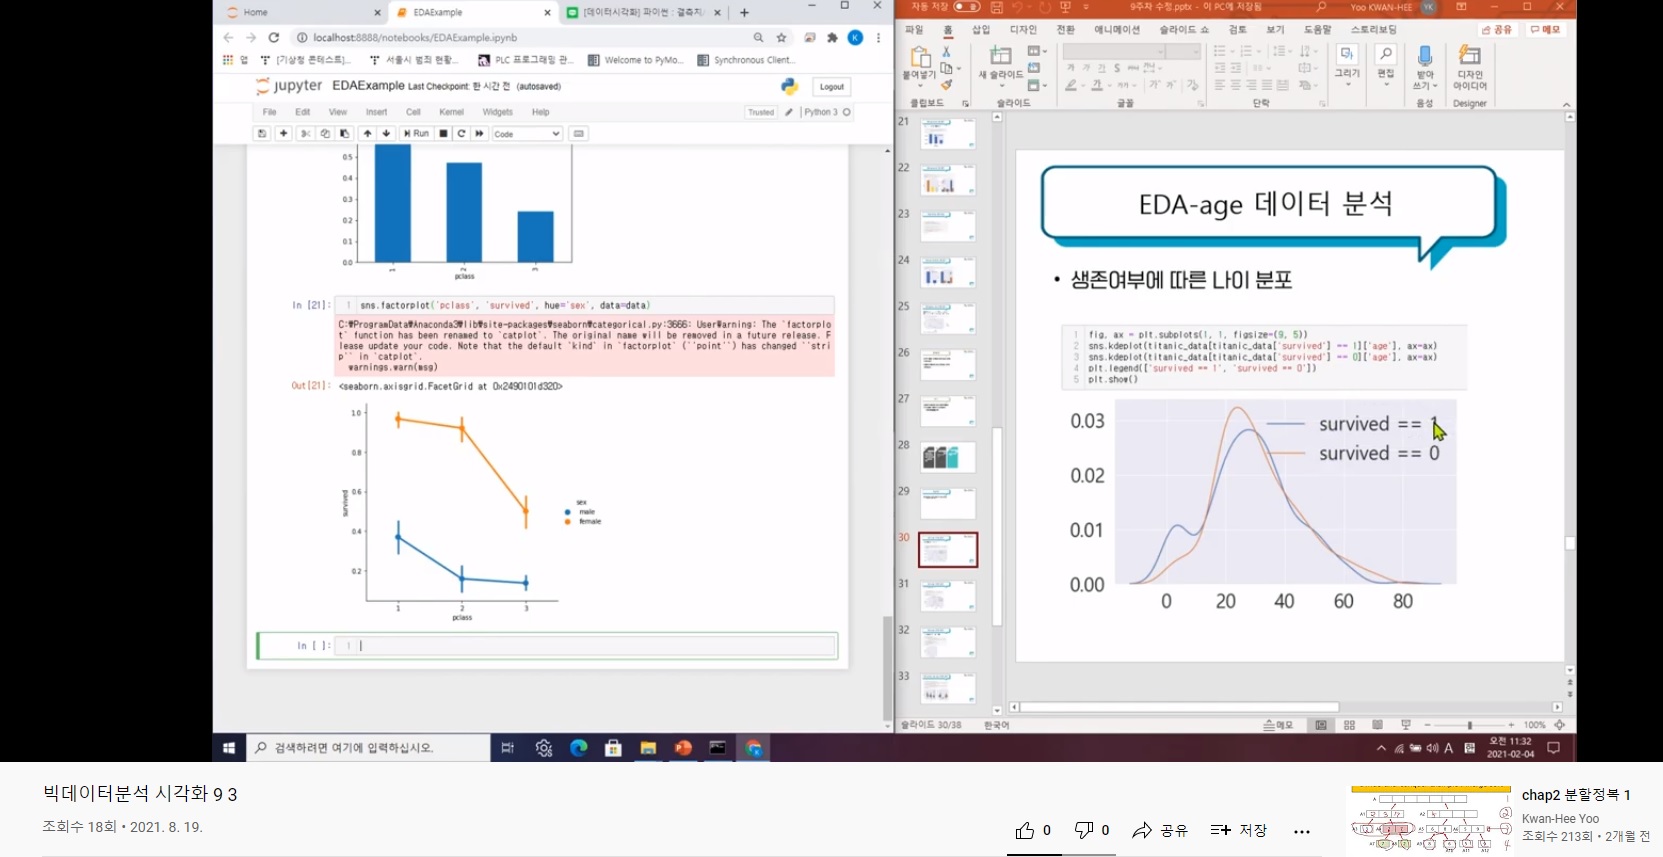 Home
EDAExample
[데이터시각화] 파이썬 : 결측치/
localhost:8888/notebooks/EDAExample.ipynb
앱
[기상청 콘테스트]...
서울시 범죄 현황...
PLC 프로그래밍 관...
Welcome to PyMo...
Synchronous Client...
jupyter EDAExample Last Checkpoint: 한 시간 전 (autosaved)
Logout
File Edit View Insert Cell Kernel Widgets Help
Trusted
Python 3
Run
Code
0.5
0.4
0.3
0.2
0.1
0.0
1 2 3
pclass
In [21]: 1 sns.factorplot('pclass', 'survived', hue='sex', data=data)
C:₩ProgramData₩Anaconda3₩lib₩site-packages₩seaborn₩categorical.py:3666: UserWarning: The `factorplo
t` function has been renamed to `catplot`. The original name will be removed in a future release. P
lease update your code. Note that the default `kind` in `factorplot` (`'point'`) has changed `'stri
p'` in `catplot`.
warnings.warn(msg)
Out[21]: <seaborn.axisgrid.FacetGrid at 0x2490101d320>
1.0
0.8
0.6
0.4
0.2
survived
sex
male
female
1 2 3
pclass
In [ ]: 1
검색하려면 여기에 입력하십시오.
자동 저장
9주차 수정.pptx - 이 PC에 저장됨
Yoo KWAN-HEE
YK
파일 홈 삽입 디자인 전환 애니메이션 슬라이드 쇼 검토 보기 도움말 스토리보딩
공유
메모
붙여넣기
새 슬라이드
그리기
편집
받아쓰기
디자인 아이디어
클립보드
슬라이드
글꼴
단락
음성
Designer
21
22
23
24
25
26
27
28
29
30
31
32
33
EDA-age 데이터 분석
• 생존여부에 따른 나이 분포
1 fig, ax = plt.subplots(1, 1, figsize=(9, 5))
2 sns.kdeplot(titanic_data[titanic_data['survived'] == 1]['age'], ax=ax)
3 sns.kdeplot(titanic_data[titanic_data['survived'] == 0]['age'], ax=ax)
4 plt.legend(['survived == 1', 'survived == 0'])
5 plt.show()
0.03
0.02
0.01
0.00
survived == 1
survived == 0
0 20 40 60 80
슬라이드 30/38
한국어
메모
100%
A
오전 11:32
2021-02-04
빅데이터분석 시각화 9 3
조회수 18회 • 2021. 8. 19.
0
0
공유
저장
chap2 분할정복 1
Kwan-Hee Yoo
조회수 213회 • 2개월 전